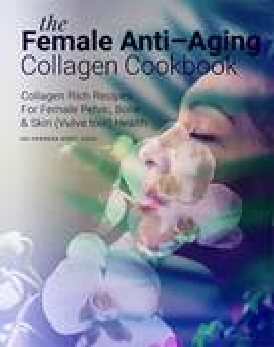 the
Female Anti-Aging
Collagen Cookbook
Collagen Rich Recipes
For Female Pelvic, Bone
& Skin (Vulva too!) Health